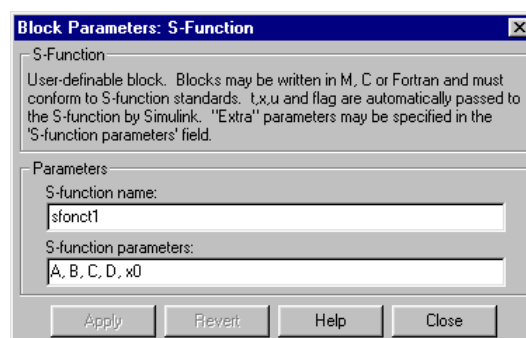 Block Parameters: S-Function
S-Function
User-definable block. Blocks may be written in M, C or Fortran and must
conform to S-function standards. t,x,u and flag are automatically passed to
the S-function by Simulink. "Extra" parameters may be specified in the
'S-function parameters' field.
Parameters
S-function name:
sfonct1
S-function parameters:
A, B, C, D, x0
Apply
Revert
Help
Close